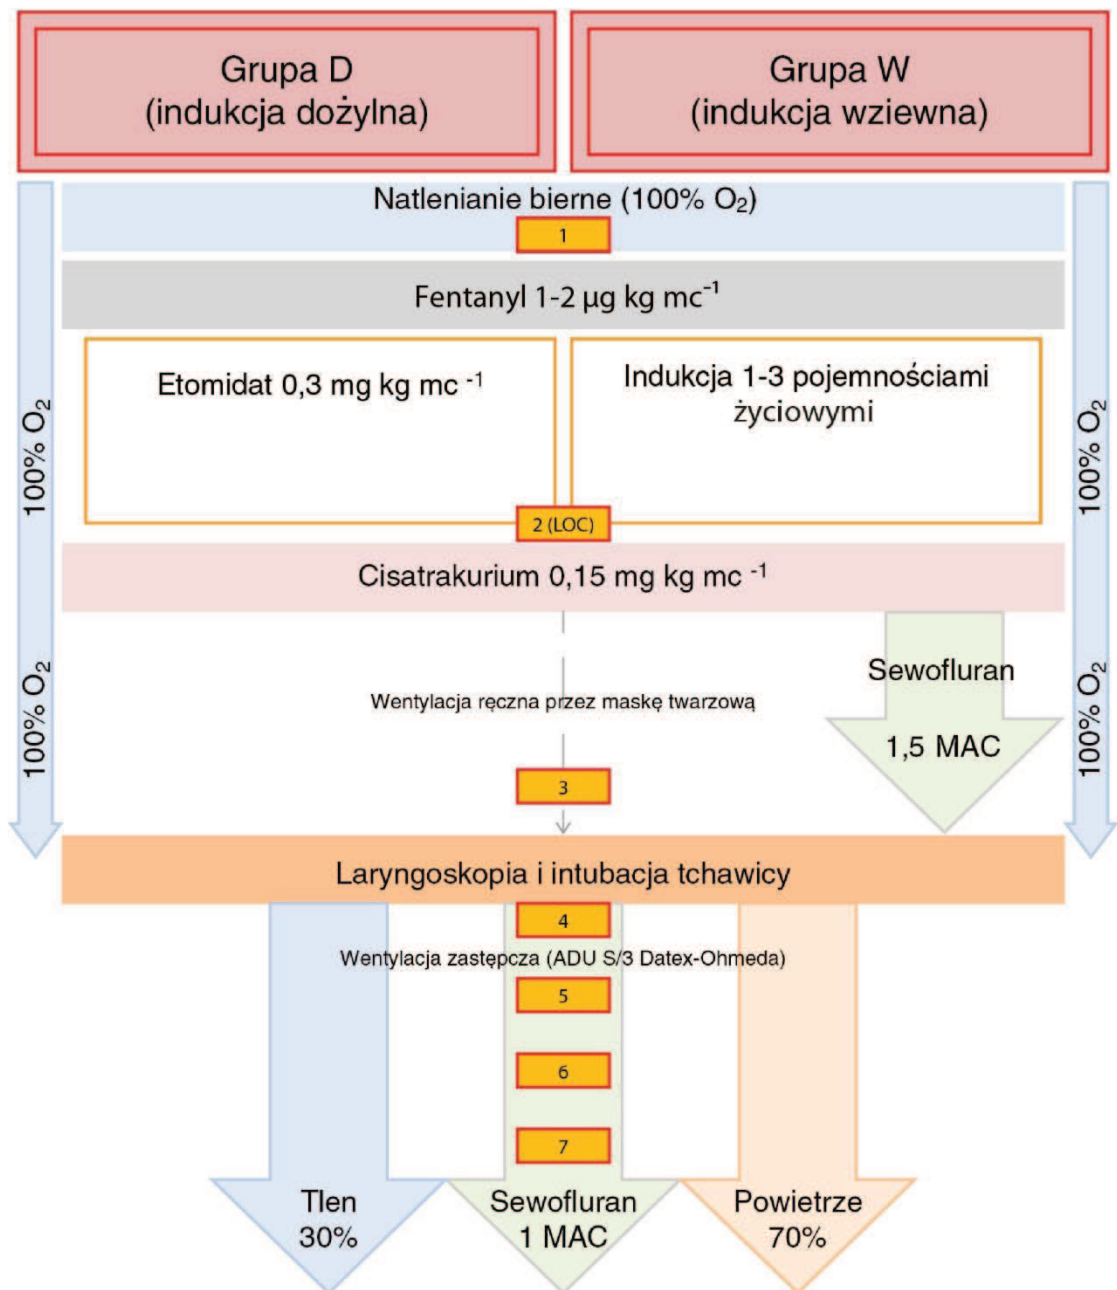 Grupa D
(indukcja dożylna)
Grupa W
(indukcja wziewna)
Natlenianie bierne (100% O₂)
1
Fentanyl 1-2 µg kg mc⁻¹
100% O₂
Etomidat 0,3 mg kg mc ⁻¹
Indukcja 1-3 pojemnościami
życiowymi
100% O₂
2 (LOC)
Cisatrakurium 0,15 mg kg mc ⁻¹
100% O₂
Wentylacja ręczna przez maskę twarzową
Sewofluran
1,5 MAC
100% O₂
3
Laryngoskopia i intubacja tchawicy
4
Wentylacja zastępcza (ADU S/3 Datex-Ohmeda)
5
6
7
Tlen
30%
Sewofluran
1 MAC
Powietrze
70%